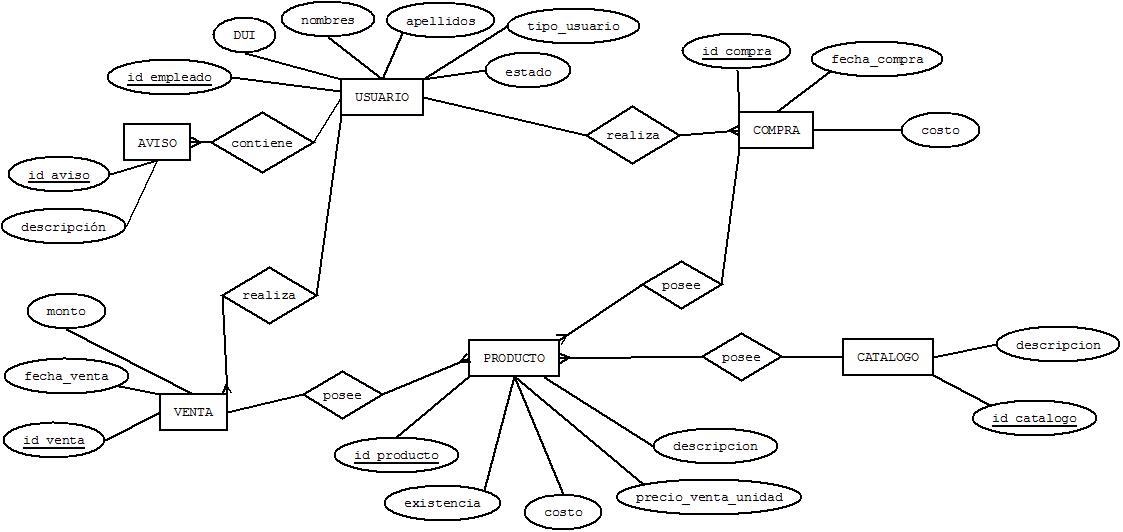 nombres
apellidos
tipo_usuario
DUI
id empleado
estado
USUARIO
id compra
fecha_compra
COMPRA
costo
realiza
AVISO
contiene
id aviso
descripción
realiza
posee
monto
fecha_venta
id venta
VENTA
posee
PRODUCTO
posee
CATALOGO
descripcion
id catalogo
id producto
existencia
costo
precio_venta_unidad
descripcion